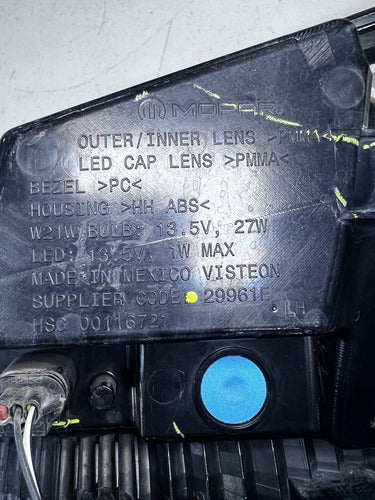 MOPAR
OUTER/INNER LENS >PMMA<
LED CAP LENS >PMMA<
BEZEL >PC<
HOUSING >HH ABS<
W21W BULB: 13.5V, 27W
LED: 13.5V, 1W MAX
MADE IN MEXICO VISTEON
SUPPLIER CODE: 29961E
HSC 00116721
LH